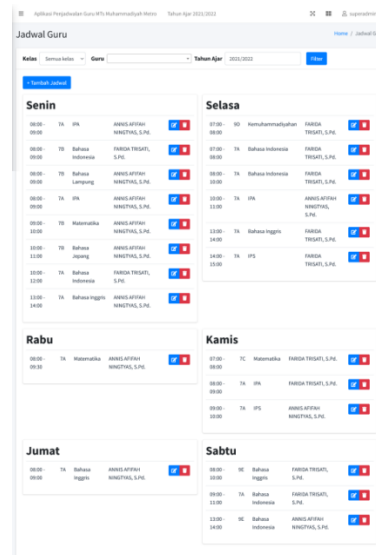 Aplikasi Penjadwalan Guru MTs Muhammadiyah Metro Tahun Ajar 2021/2022 superadmin
Jadwal Guru
Home / Jadwal G
Kelas Semua kelas Guru Tahun Ajar 2021/2022 Filter
+ Tambah Jadwal
Senin
08:00 - 09:00 7A IPA ANNIS AFIFAH NINGTYAS, S.Pd.
08:00 - 09:00 7B Bahasa Indonesia FARIDA TRISATI, S.Pd.
08:00 - 09:00 7B Bahasa Lampung ANNIS AFIFAH NINGTYAS, S.Pd.
08:00 - 09:00 7A IPA ANNIS AFIFAH NINGTYAS, S.Pd.
09:00 - 10:00 7B Matematika ANNIS AFIFAH NINGTYAS, S.Pd.
10:00 - 11:00 7B Bahasa Jepang ANNIS AFIFAH NINGTYAS, S.Pd.
10:00 - 12:00 7A Bahasa Indonesia FARIDA TRISATI, S.Pd.
13:00 - 14:00 7A Bahasa Inggris ANNIS AFIFAH NINGTYAS, S.Pd.
Selasa
07:00 - 08:00 9D Kemuhammadiyahan FARIDA TRISATI, S.Pd.
07:00 - 08:00 7A Bahasa Indonesia FARIDA TRISATI, S.Pd.
08:00 - 10:00 7A Bahasa Indonesia FARIDA TRISATI, S.Pd.
10:00 - 11:00 7A IPA ANNIS AFIFAH NINGTYAS, S.Pd.
13:00 - 14:00 7A Bahasa Inggris FARIDA TRISATI, S.Pd.
14:00 - 15:00 7A IPS FARIDA TRISATI, S.Pd.
Rabu
08:00 - 09:30 7A Matematika ANNIS AFIFAH NINGTYAS, S.Pd.
Kamis
07:00 - 08:00 7C Matematika FARIDA TRISATI, S.Pd.
08:00 - 09:00 7A IPA FARIDA TRISATI, S.Pd.
09:00 - 10:00 7A IPS ANNIS AFIFAH NINGTYAS, S.Pd.
Jumat
08:00 - 09:00 7A Bahasa Inggris ANNIS AFIFAH NINGTYAS, S.Pd.
Sabtu
08:00 - 10:00 9E Bahasa Inggris FARIDA TRISATI, S.Pd.
09:00 - 11:00 7A Bahasa Indonesia FARIDA TRISATI, S.Pd.
13:00 - 14:00 9E Bahasa Indonesia ANNIS AFIFAH NINGTYAS, S.Pd.